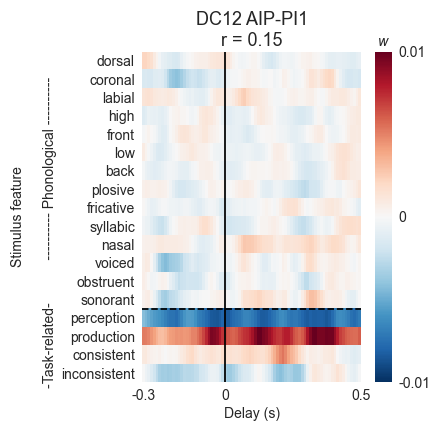 DC12 AIP-PI1
r = 0.15
w
dorsal
coronal
labial
high
front
low
back
plosive
fricative
syllabic
nasal
voiced
obstruent
sonorant
perception
production
consistent
inconsistent
Stimulus feature
-Task-related- ---------- Phonological ----------
0.01
0
-0.01
-0.3 0 0.5
Delay (s)